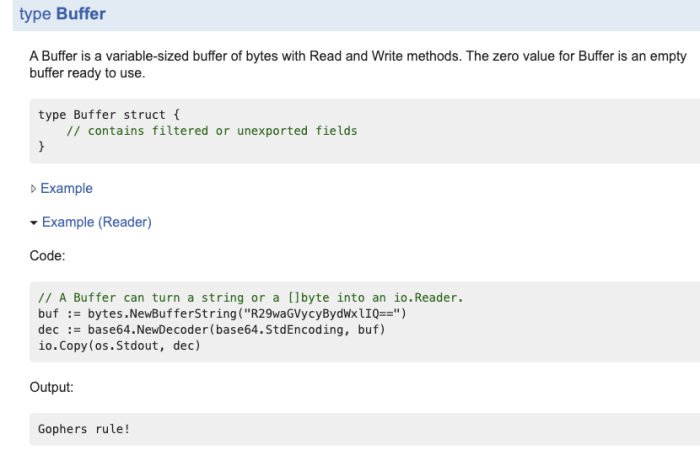 type Buffer
A Buffer is a variable-sized buffer of bytes with Read and Write methods. The zero value for Buffer is an empty
buffer ready to use.
type Buffer struct {
    // contains filtered or unexported fields
}
Example
Example (Reader)
Code:
// A Buffer can turn a string or a []byte into an io.Reader.
buf := bytes.NewBufferString("R29waGVycyBydWxlIQ==")
dec := base64.NewDecoder(base64.StdEncoding, buf)
io.Copy(os.Stdout, dec)
Output:
Gophers rule!